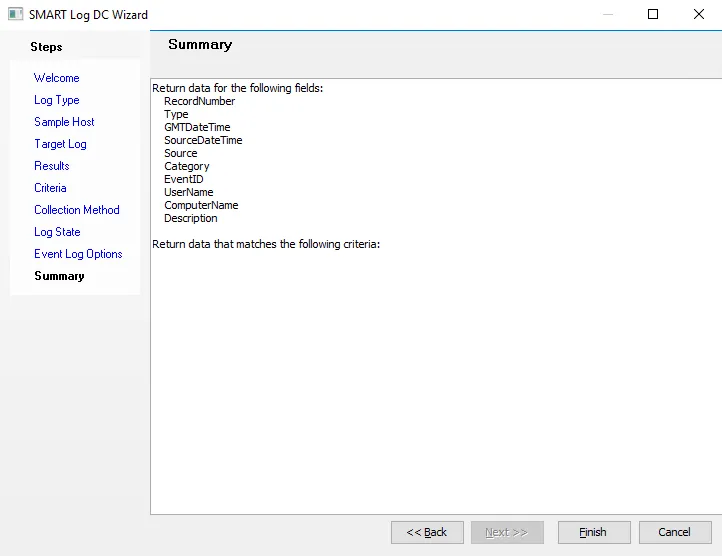 SMART Log DC Wizard
Steps
Welcome
Log Type
Sample Host
Target Log
Results
Criteria
Collection Method
Log State
Event Log Options
Summary
Summary
Return data for the following fields:
RecordNumber
Type
GMTDateTime
SourceDateTime
Source
Category
EventID
UserName
ComputerName
Description
Return data that matches the following criteria:
<< Back
Next >>
Finish
Cancel